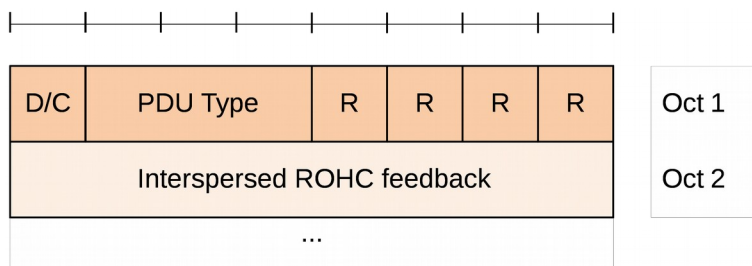 D/C PDU Type R R R R Oct 1
Interspersed ROHC feedback Oct 2
...